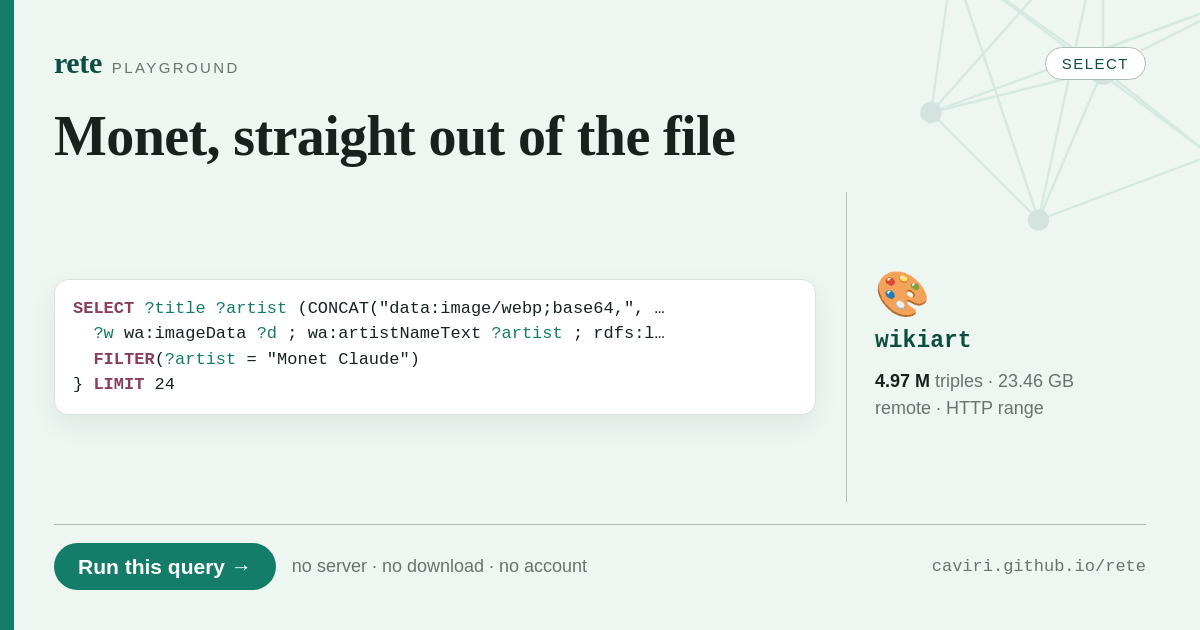 rete PLAYGROUND
SELECT
Monet, straight out of the file
SELECT ?title ?artist (CONCAT("data:image/webp;base64,", …
?w wa:imageData ?d ; wa:artistNameText ?artist ; rdfs:l…
FILTER(?artist = "Monet Claude")
} LIMIT 24
wikiart
4.97 M triples · 23.46 GB
remote · HTTP range
Run this query →
no server · no download · no account
caviri.github.io/rete